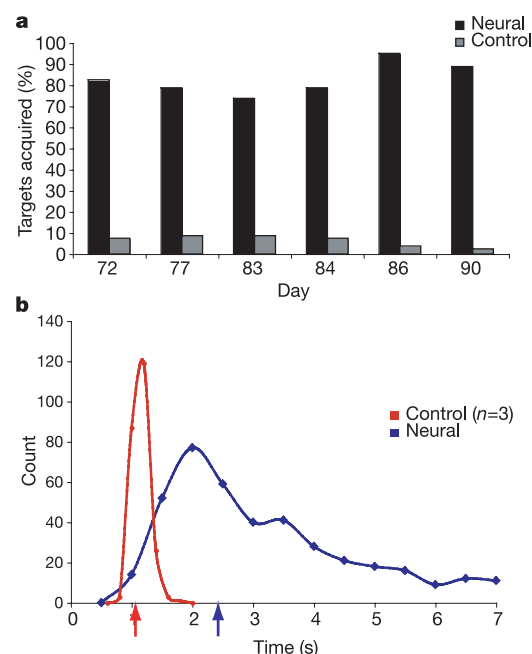 a
Neural
Control
Targets acquired (%)
100
90
80
70
60
50
40
30
20
10
0
72 77 83 84 86 90
Day
b
140
120
100
80
60
40
20
0
Count
Control (n=3)
Neural
0 1 2 3 4 5 6 7
Time (s)